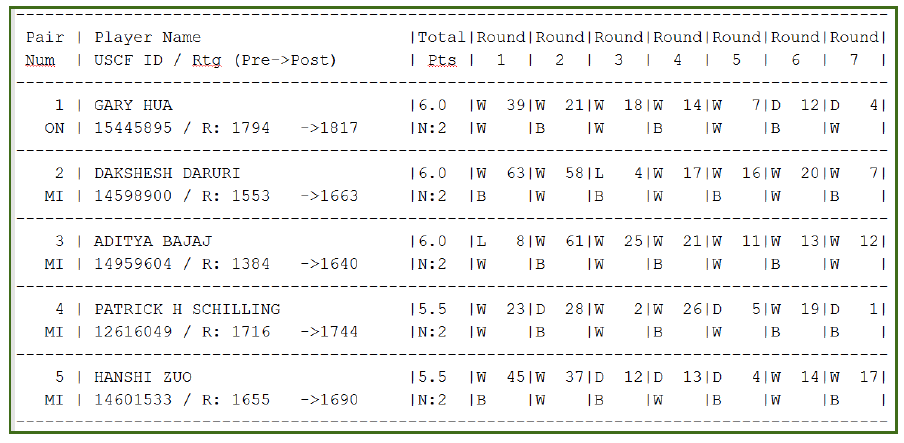 -----------------------------------------------------------------------------------------
Pair | Player Name                     |Total|Round|Round|Round|Round|Round|Round|Round|
Num  | USCF ID / Rtg (Pre->Post)       | Pts |  1  |  2  |  3  |  4  |  5  |  6  |  7  |
-----------------------------------------------------------------------------------------
   1 | GARY HUA                        |6.0  |W  39|W  21|W  18|W  14|W   7|D  12|D   4|
  ON | 15445895 / R: 1794   ->1817     |N:2  |W    |B    |W    |B    |W    |B    |W    |
-----------------------------------------------------------------------------------------
   2 | DAKSHESH DARURI                 |6.0  |W  63|W  58|L   4|W  17|W  16|W  20|W   7|
  MI | 14598900 / R: 1553   ->1663     |N:2  |B    |W    |B    |W    |B    |W    |B    |
-----------------------------------------------------------------------------------------
   3 | ADITYA BAJAJ                    |6.0  |L   8|W  61|W  25|W  21|W  11|W  13|W  12|
  MI | 14959604 / R: 1384   ->1640     |N:2  |W    |B    |W    |B    |W    |B    |W    |
-----------------------------------------------------------------------------------------
   4 | PATRICK H SCHILLING             |5.5  |W  23|D  28|W   2|W  26|D   5|W  19|D   1|
  MI | 12616049 / R: 1716   ->1744     |N:2  |W    |B    |W    |B    |W    |B    |B    |
-----------------------------------------------------------------------------------------
   5 | HANSHI ZUO                      |5.5  |W  45|W  37|D  12|D  13|D   4|W  14|W  17|
  MI | 14601533 / R: 1655   ->1690     |N:2  |B    |W    |B    |W    |B    |W    |B    |
-----------------------------------------------------------------------------------------